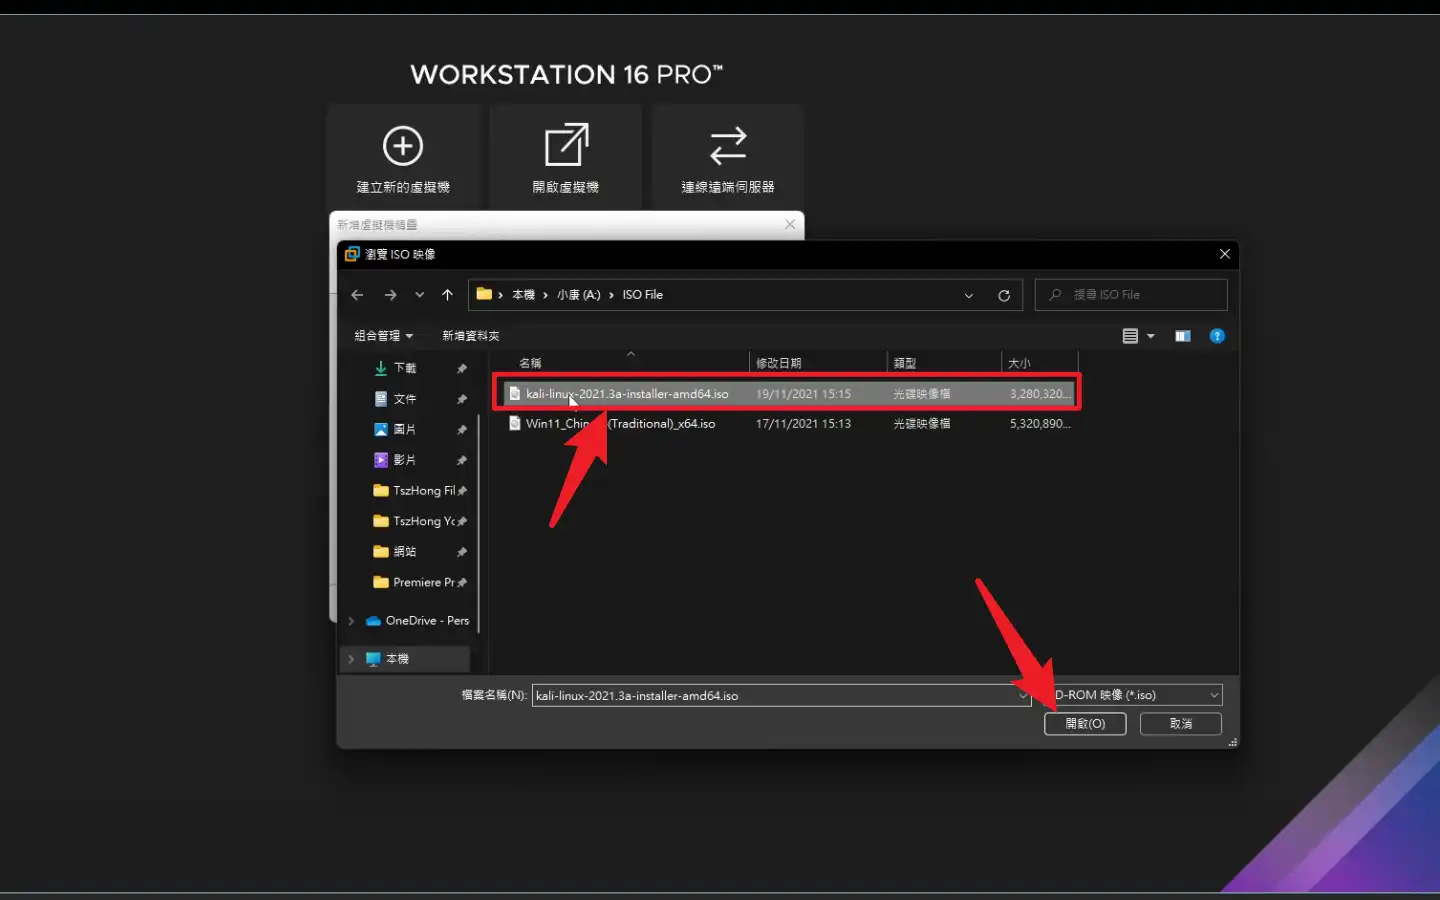 WORKSTATION 16 PRO™
建立新的虛擬機
開啟虛擬機
連線遠端伺服器
新增虛擬機精靈
瀏覽 ISO 映像
本機 › 小康 (A:) › ISO File
搜尋 ISO File
組合管理
新增資料夾
名稱
修改日期
類型
大小
下載
文件
圖片
影片
TszHong Fil
TszHong Yo
網站
Premiere Pr
OneDrive - Pers
本機
kali-linux-2021.3a-installer-amd64.iso
19/11/2021 15:15
光碟映像檔
3,280,320...
Win11_Chin
(Traditional)_x64.iso
17/11/2021 15:13
光碟映像檔
5,320,890...
檔案名稱(N):
kali-linux-2021.3a-installer-amd64.iso
D-ROM 映像 (*.iso)
開啟(O)
取消